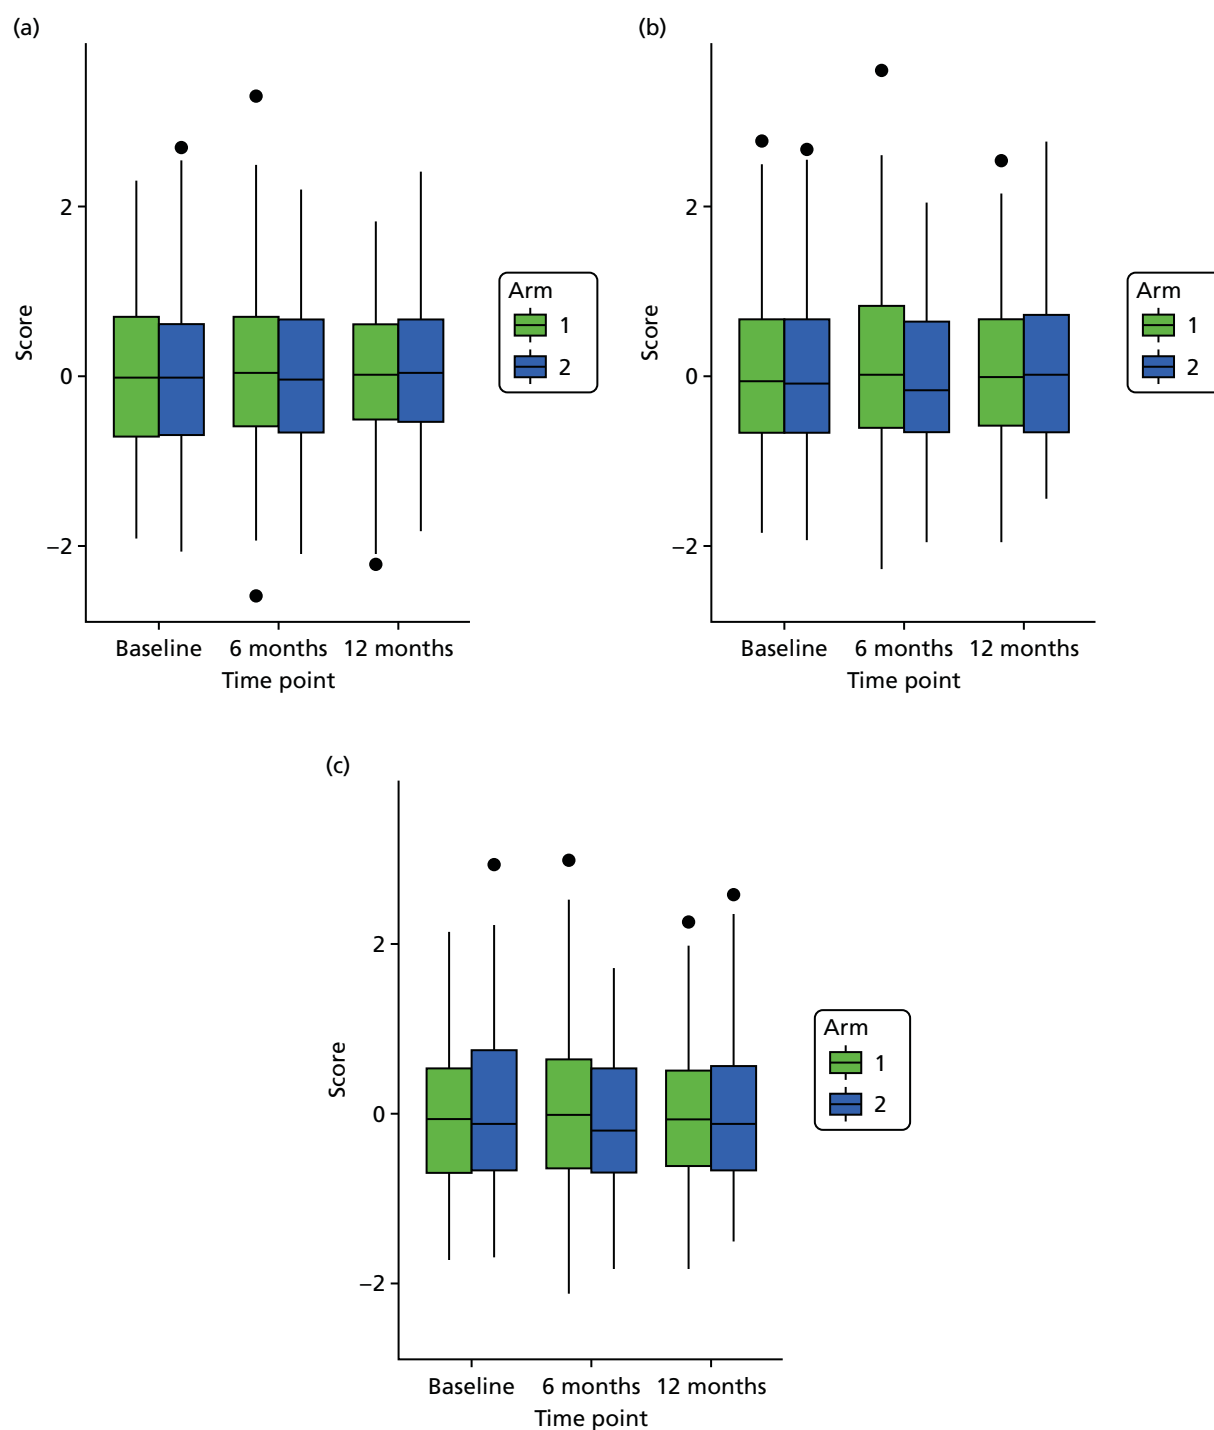 (a)
2
0
−2
Score
Baseline 6 months 12 months
Time point
Arm
1
2
(b)
2
0
−2
Score
Baseline 6 months 12 months
Time point
Arm
1
2
(c)
2
0
−2
Score
Baseline 6 months 12 months
Time point
Arm
1
2